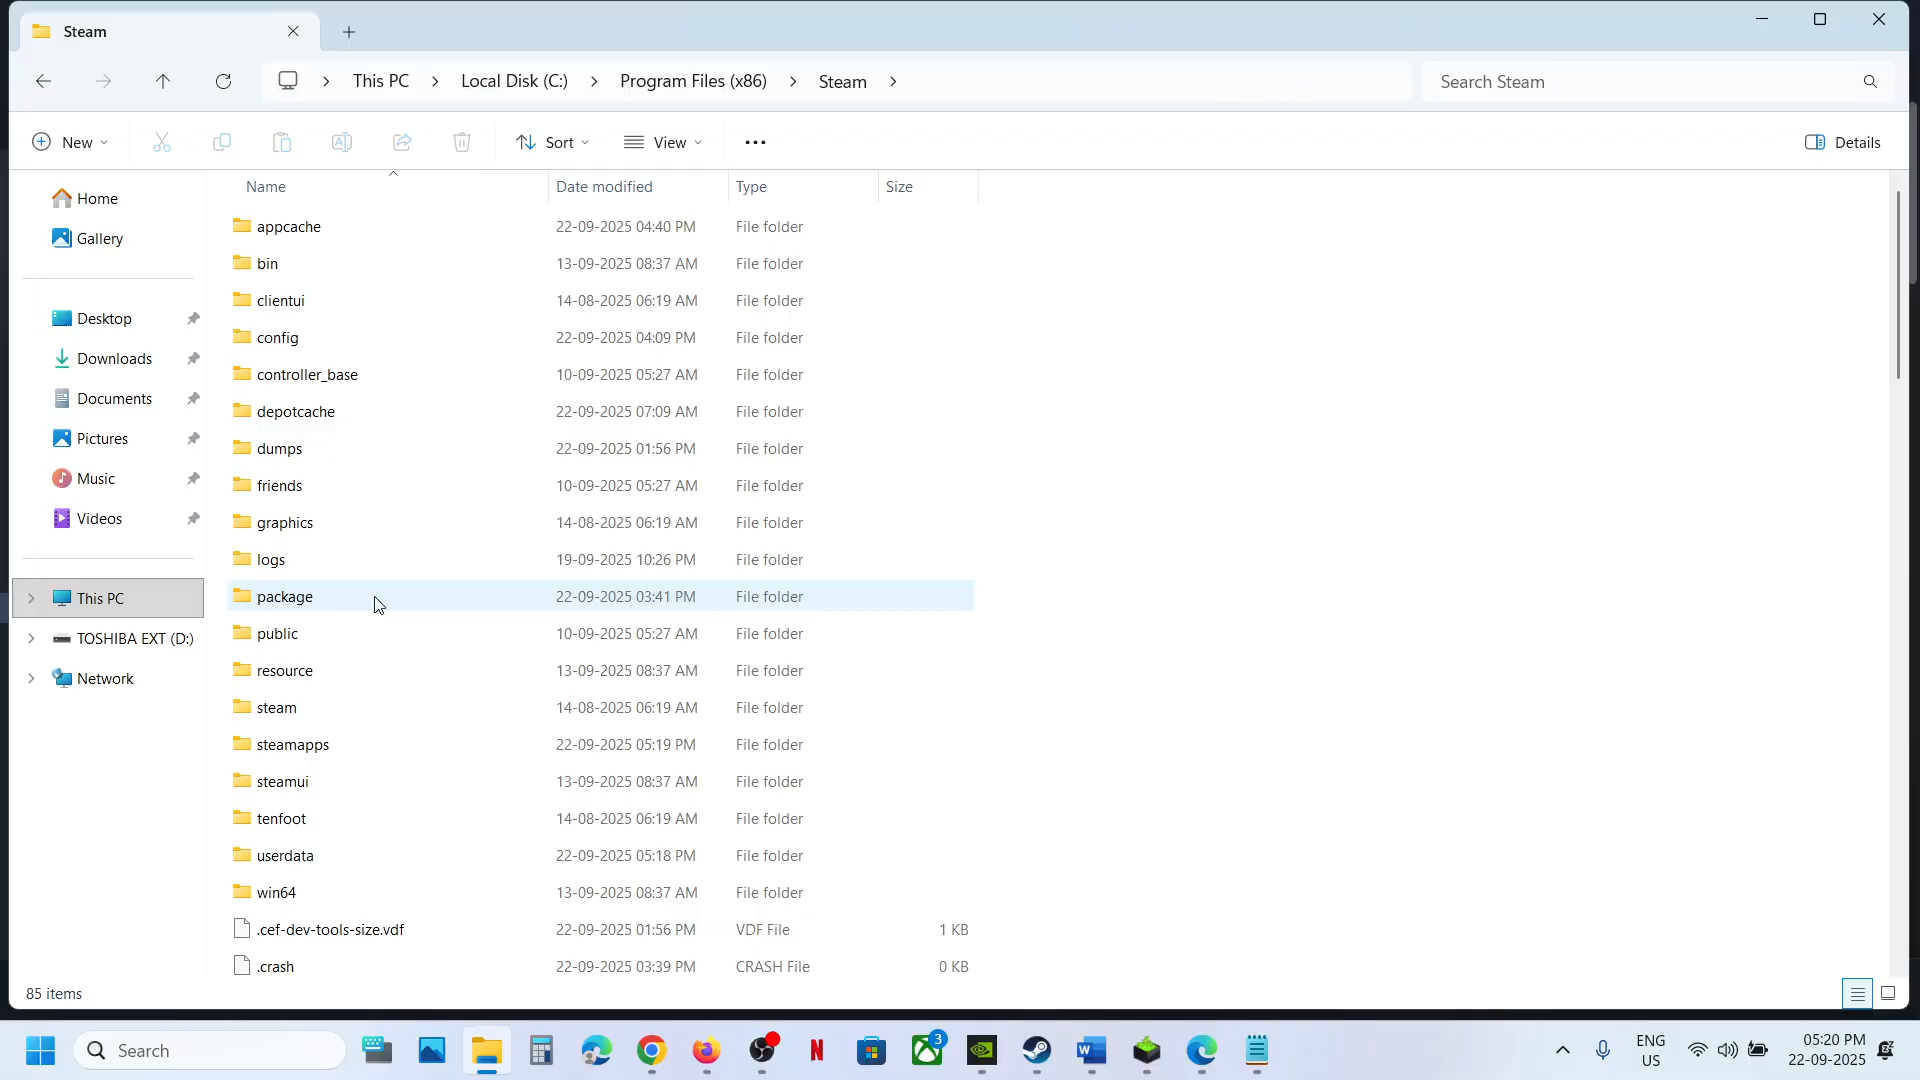 Steam
This PC
Local Disk (C:)
Program Files (x86)
Steam
Search Steam
New
Sort
View
Details
Name
Date modified
Type
Size
Home
Gallery
Desktop
Downloads
Documents
Pictures
Music
Videos
This PC
TOSHIBA EXT (D:)
Network
appcache 22-09-2025 04:40 PM File folder
bin 13-09-2025 08:37 AM File folder
clientui 14-08-2025 06:19 AM File folder
config 22-09-2025 04:09 PM File folder
controller_base 10-09-2025 05:27 AM File folder
depotcache 22-09-2025 07:09 AM File folder
dumps 22-09-2025 01:56 PM File folder
friends 10-09-2025 05:27 AM File folder
graphics 14-08-2025 06:19 AM File folder
logs 19-09-2025 10:26 PM File folder
package 22-09-2025 03:41 PM File folder
public 10-09-2025 05:27 AM File folder
resource 13-09-2025 08:37 AM File folder
steam 14-08-2025 06:19 AM File folder
steamapps 22-09-2025 05:19 PM File folder
steamui 13-09-2025 08:37 AM File folder
tenfoot 14-08-2025 06:19 AM File folder
userdata 22-09-2025 05:18 PM File folder
win64 13-09-2025 08:37 AM File folder
.cef-dev-tools-size.vdf 22-09-2025 01:56 PM VDF File 1 KB
.crash 22-09-2025 03:39 PM CRASH File 0 KB
85 items
Search
3
ENG
US
05:20 PM
22-09-2025